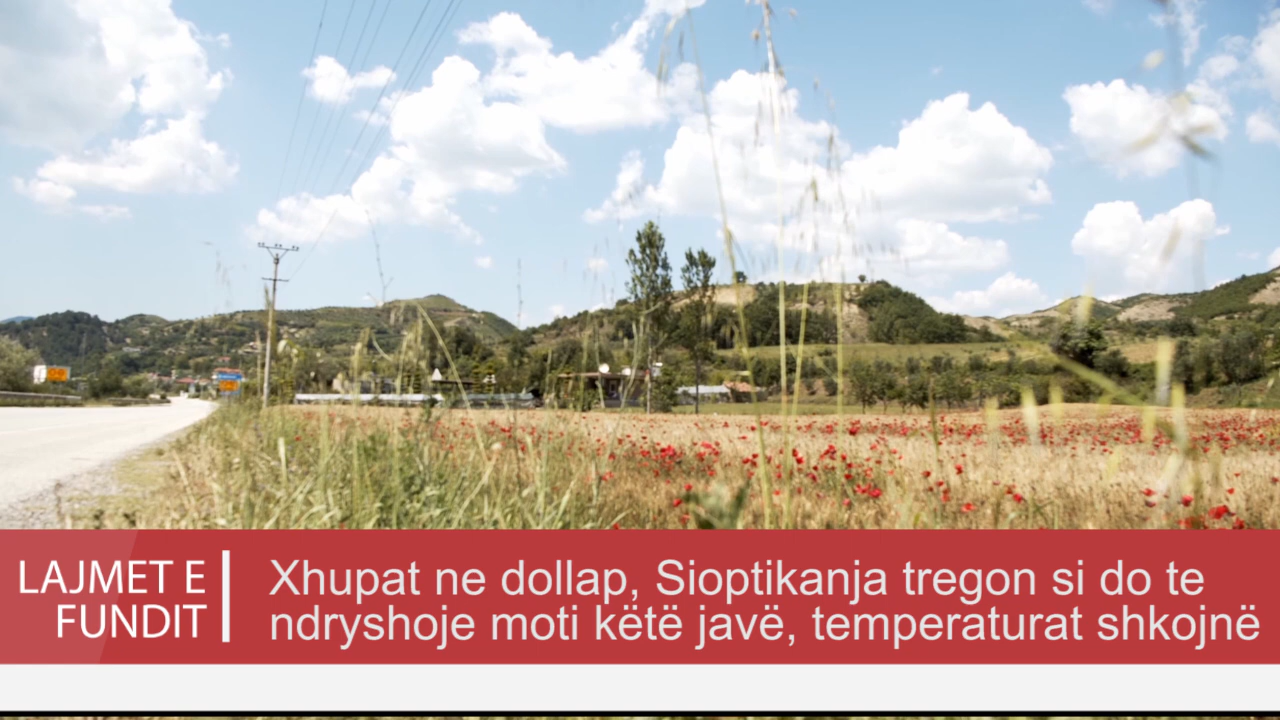 LAJMET E
FUNDIT
Xhupat ne dollap, Sioptikanja tregon si do te
ndryshoje moti këtë javë, temperaturat shkojnë